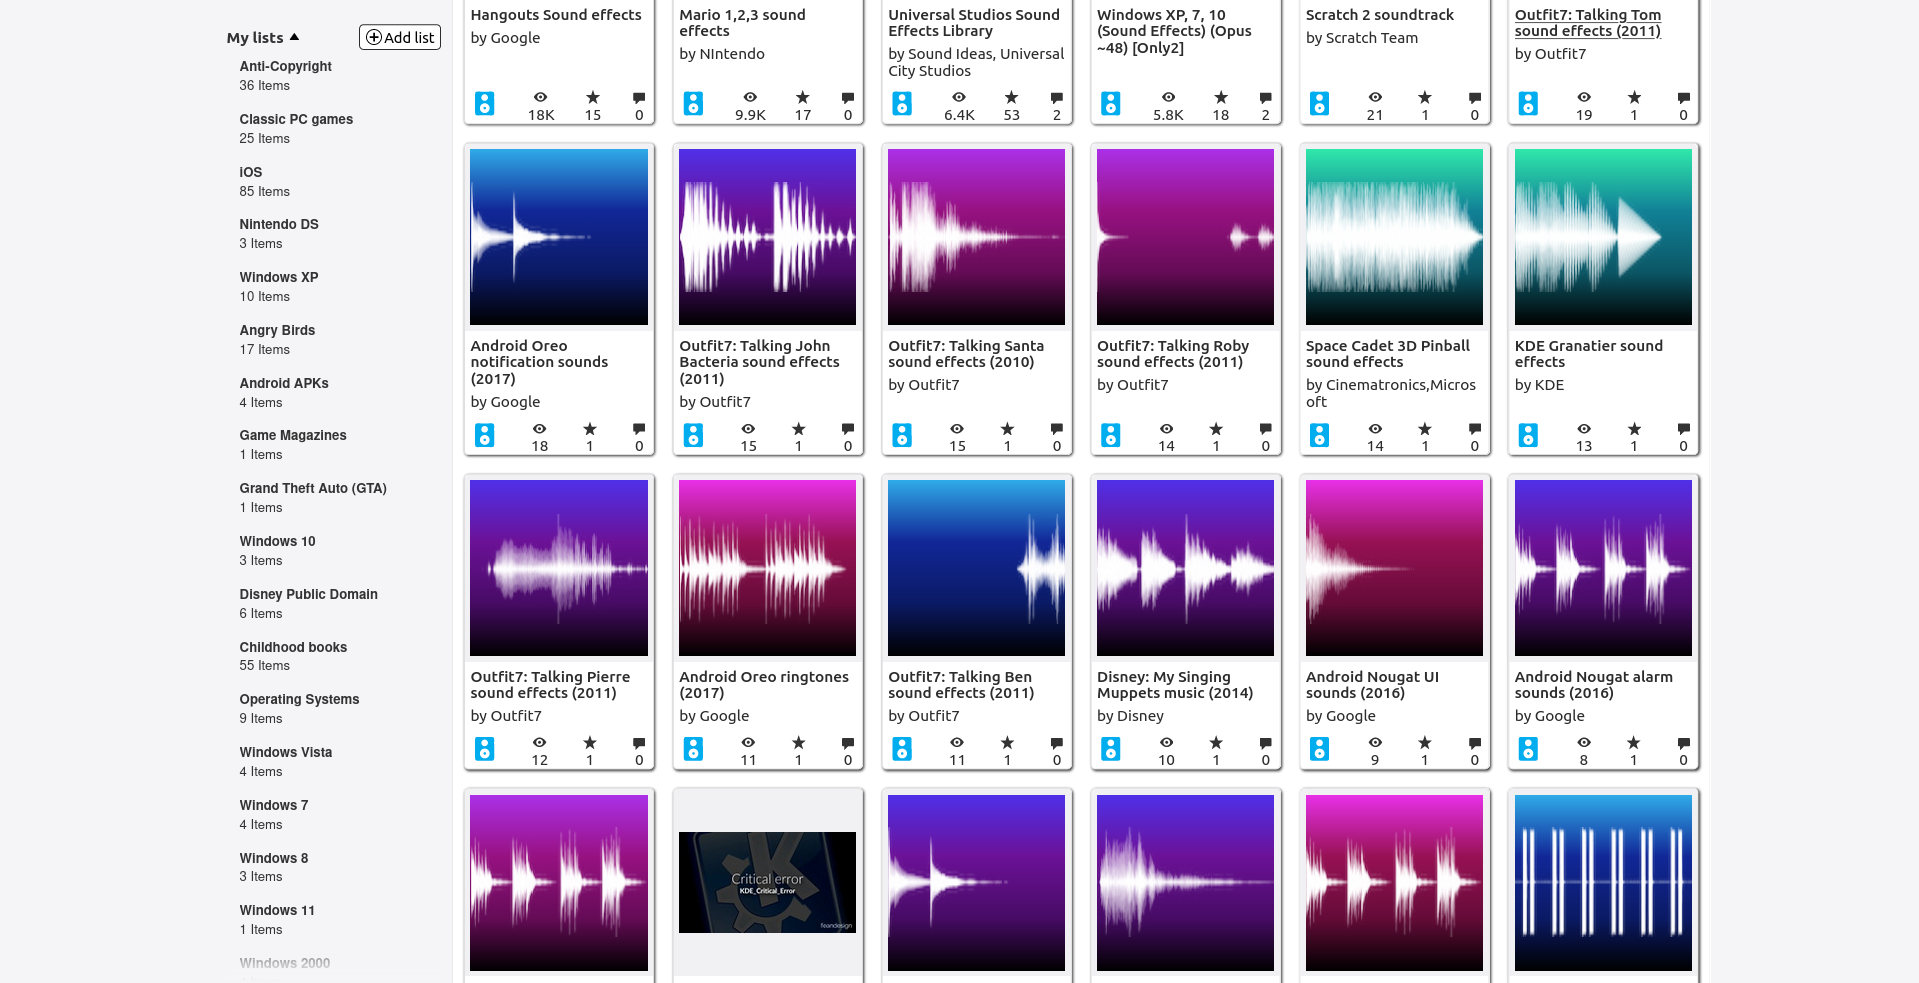 My lists
Add list
Anti-Copyright
36 Items
Classic PC games
25 Items
iOS
85 Items
Nintendo DS
3 Items
Windows XP
10 Items
Angry Birds
17 Items
Android APKs
4 Items
Game Magazines
1 Items
Grand Theft Auto (GTA)
1 Items
Windows 10
3 Items
Disney Public Domain
6 Items
Childhood books
55 Items
Operating Systems
9 Items
Windows Vista
4 Items
Windows 7
4 Items
Windows 8
3 Items
Windows 11
1 Items
Windows 2000
Hangouts Sound effects
by Google
18K 15 0
Mario 1,2,3 sound
effects
by NIntendo
9.9K 17 0
Universal Studios Sound
Effects Library
by Sound Ideas, Universal
City Studios
6.4K 53 2
Windows XP, 7, 10
(Sound Effects) (Opus
~48) [Only2]
5.8K 18 2
Scratch 2 soundtrack
by Scratch Team
21 1 0
Outfit7: Talking Tom
sound effects (2011)
by Outfit7
19 1 0
Android Oreo
notification sounds
(2017)
by Google
18 1 0
Outfit7: Talking John
Bacteria sound effects
(2011)
by Outfit7
15 1 0
Outfit7: Talking Santa
sound effects (2010)
by Outfit7
15 1 0
Outfit7: Talking Roby
sound effects (2011)
by Outfit7
14 1 0
Space Cadet 3D Pinball
sound effects
by Cinematronics,Micros
oft
14 1 0
KDE Granatier sound
effects
by KDE
13 1 0
Outfit7: Talking Pierre
sound effects (2011)
by Outfit7
12 1 0
Android Oreo ringtones
(2017)
by Google
11 1 0
Outfit7: Talking Ben
sound effects (2011)
by Outfit7
11 1 0
Disney: My Singing
Muppets music (2014)
by Disney
10 1 0
Android Nougat UI
sounds (2016)
by Google
9 1 0
Android Nougat alarm
sounds (2016)
by Google
8 1 0
Critical error
KDE_Critical_Error
feandesign